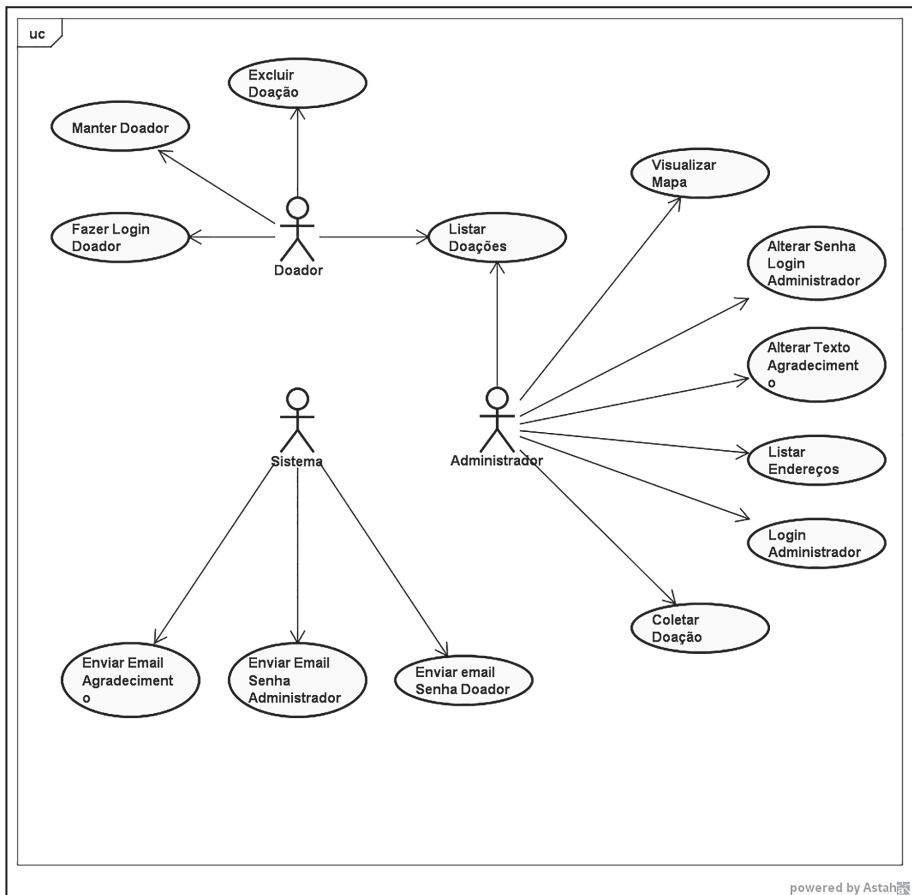 uc
Excluir
Doação
Manter Doador
Visualizar
Mapa
Fazer Login
Doador
Listar
Doações
Alterar Senha
Login
Administrador
Doador
Alterar Texto
Agradeciment
o
Sistema
Administrador
Listar
Endereços
Login
Administrador
Coletar
Doação
Enviar Email
Agradeciment
o
Enviar Email
Senha
Administrador
Enviar email
Senha Doador
powered by Astah